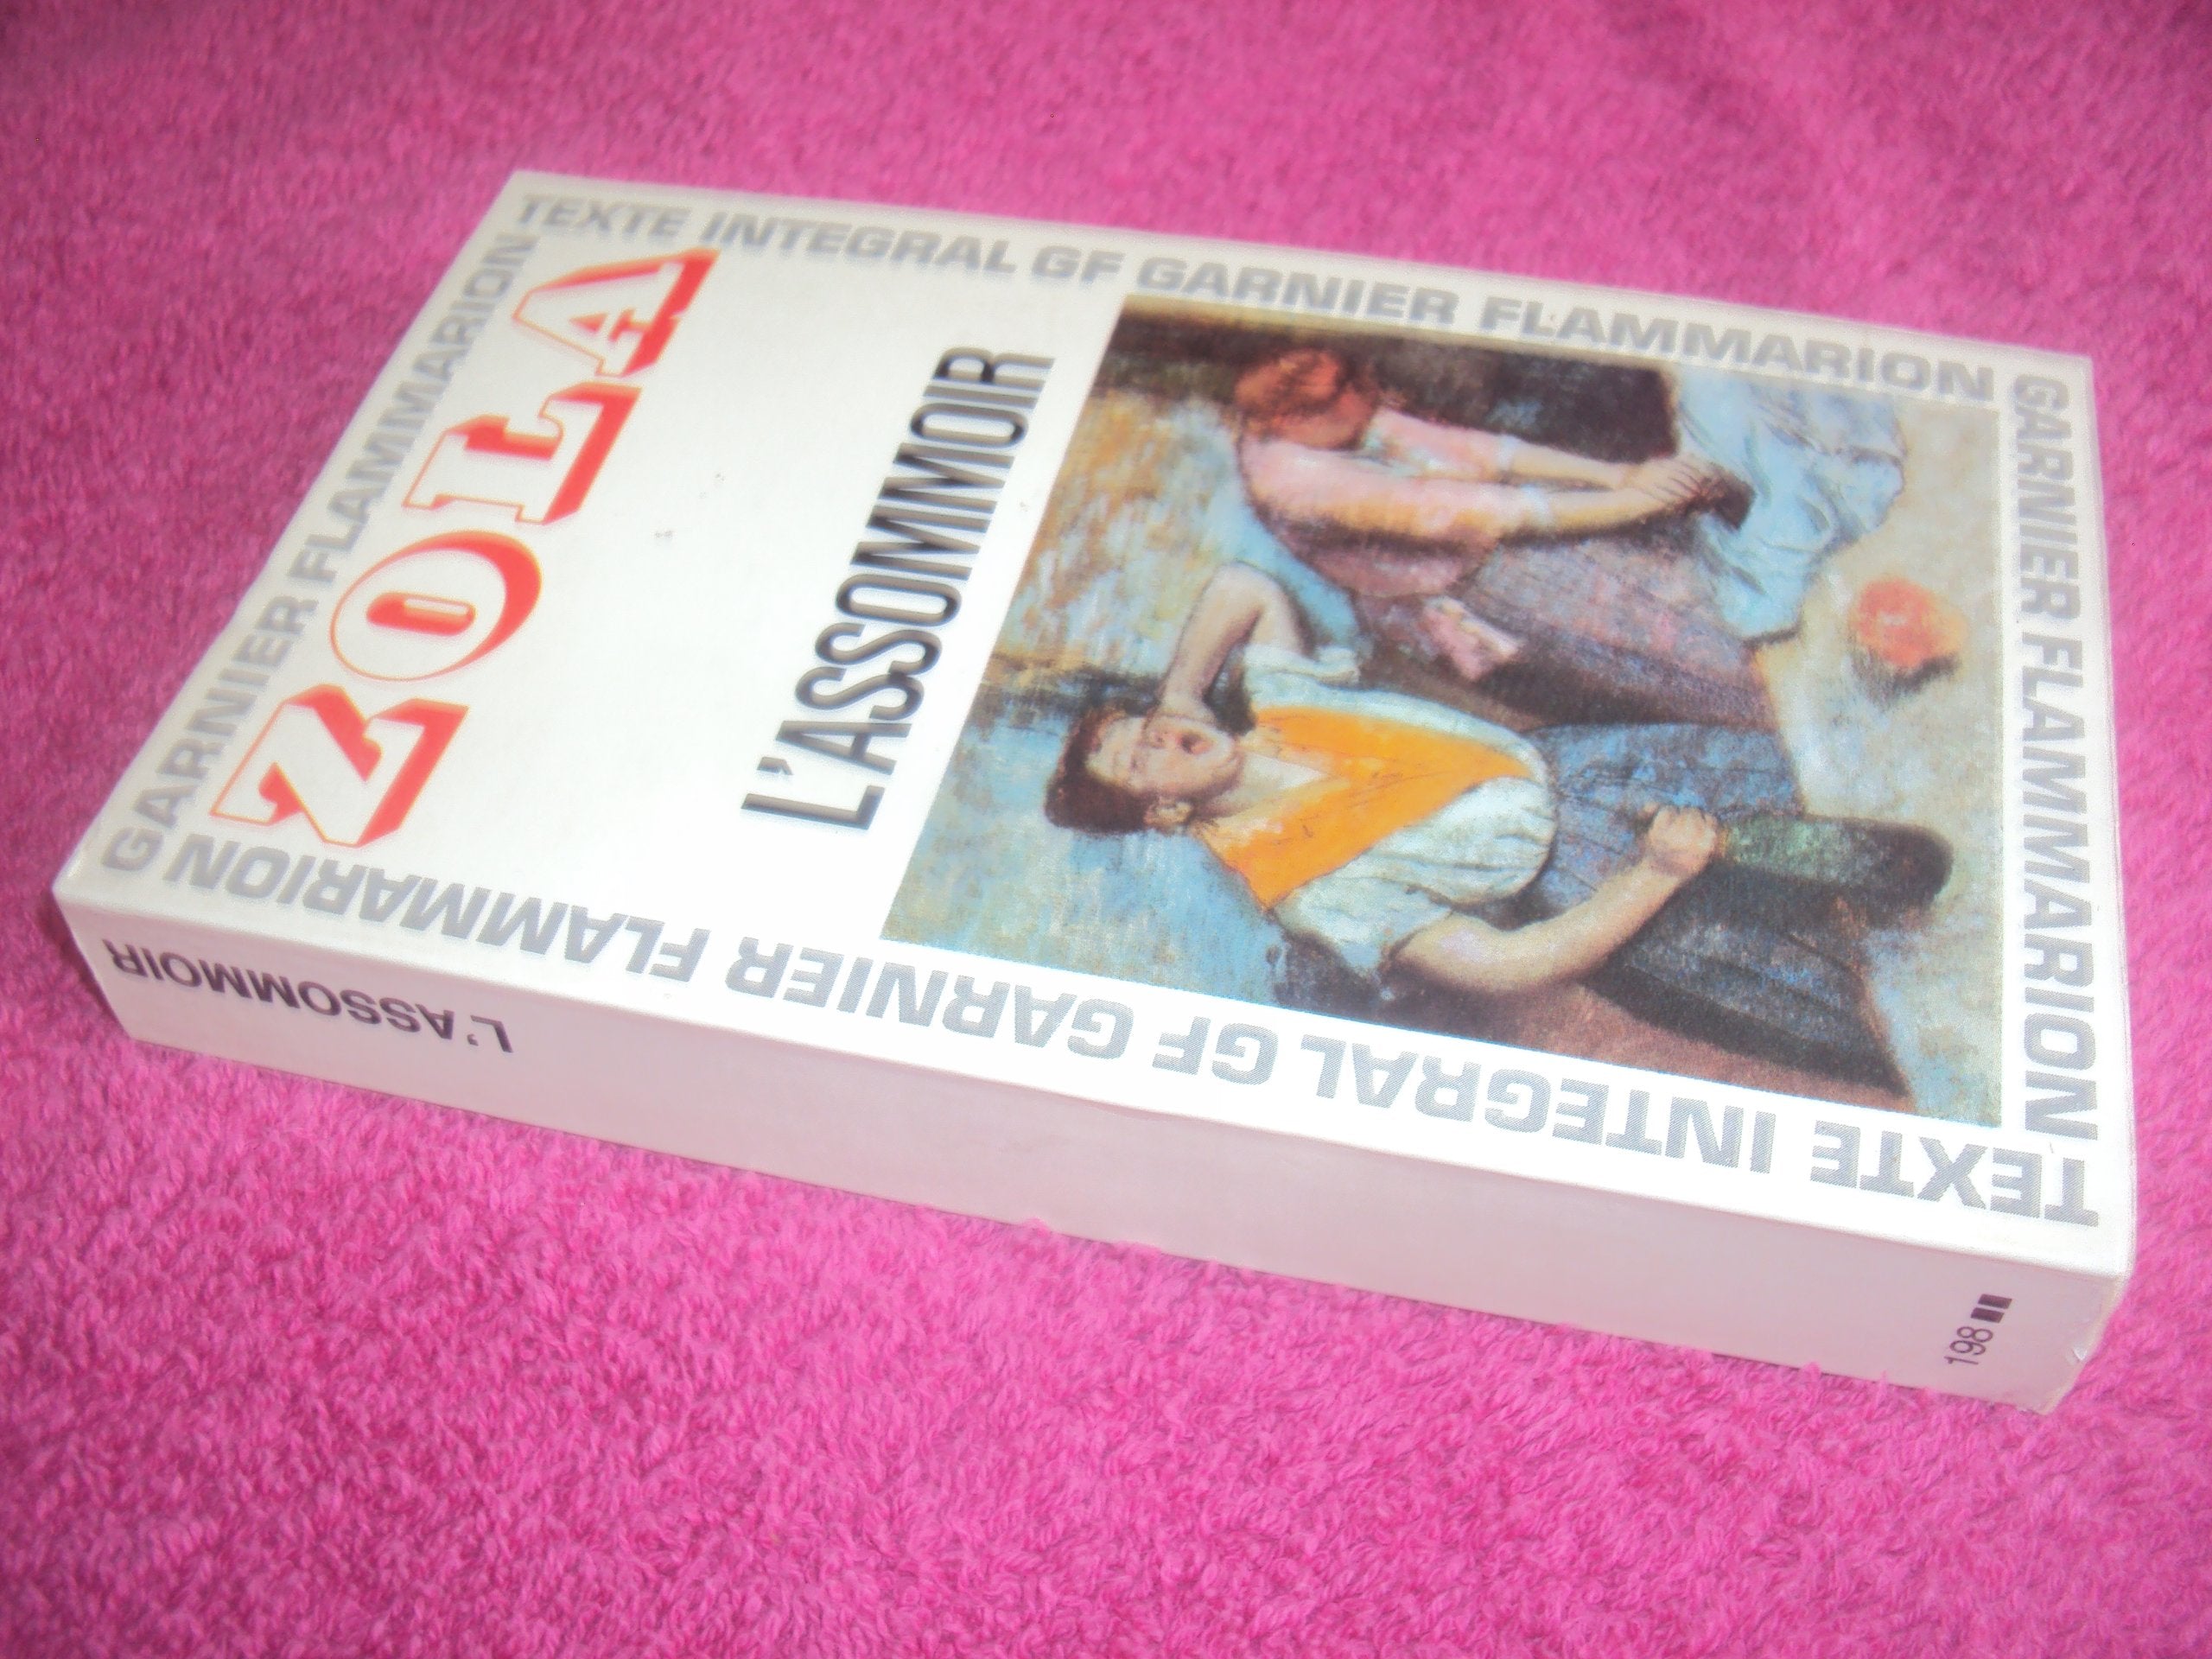 TEXTE INTEGRAL GF GARNIER FLAMMARION
GARNIER FLAMMARION
ZOLA
L'ASSOMMOIR
GARNIER FLAMMARION
TEXTE INTEGRAL GF GARNIER FLAMMARION
L'ASSOMMOIR
198